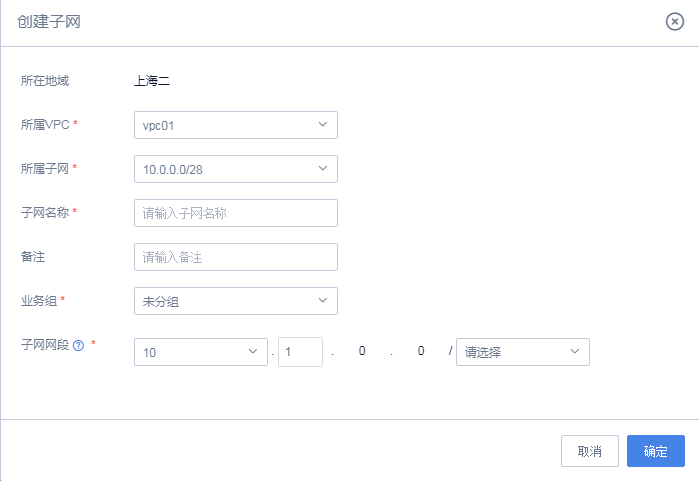 创建子网
所在地域 上海二
所属VPC * vpc01
所属子网 * 10.0.0.0/28
子网名称 * 请输入子网名称
备注 请输入备注
业务组 * 未分组
子网网段 ? * 10 . 1 . 0 . 0 / 请选择
取消 确定